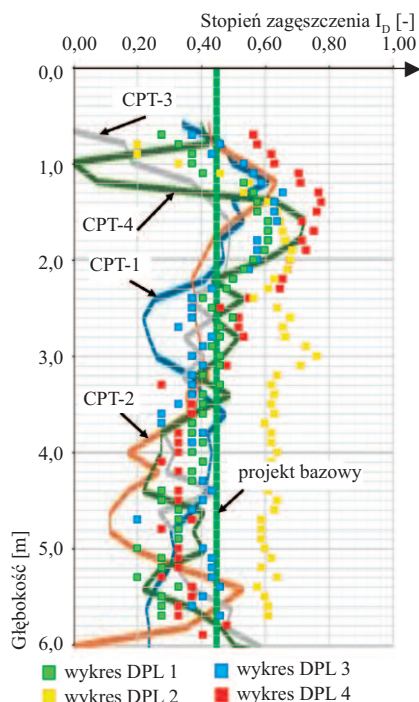 Stopień zagęszczenia I_D [-]
0,00 0,20 0,40 0,60 0,80 1,00
0,0
CPT-3
1,0
CPT-4
CPT-1
2,0
3,0
CPT-2
4,0
projekt bazowy
5,0
6,0
Głębokość [m]
wykres DPL 1 wykres DPL 3
wykres DPL 2 wykres DPL 4